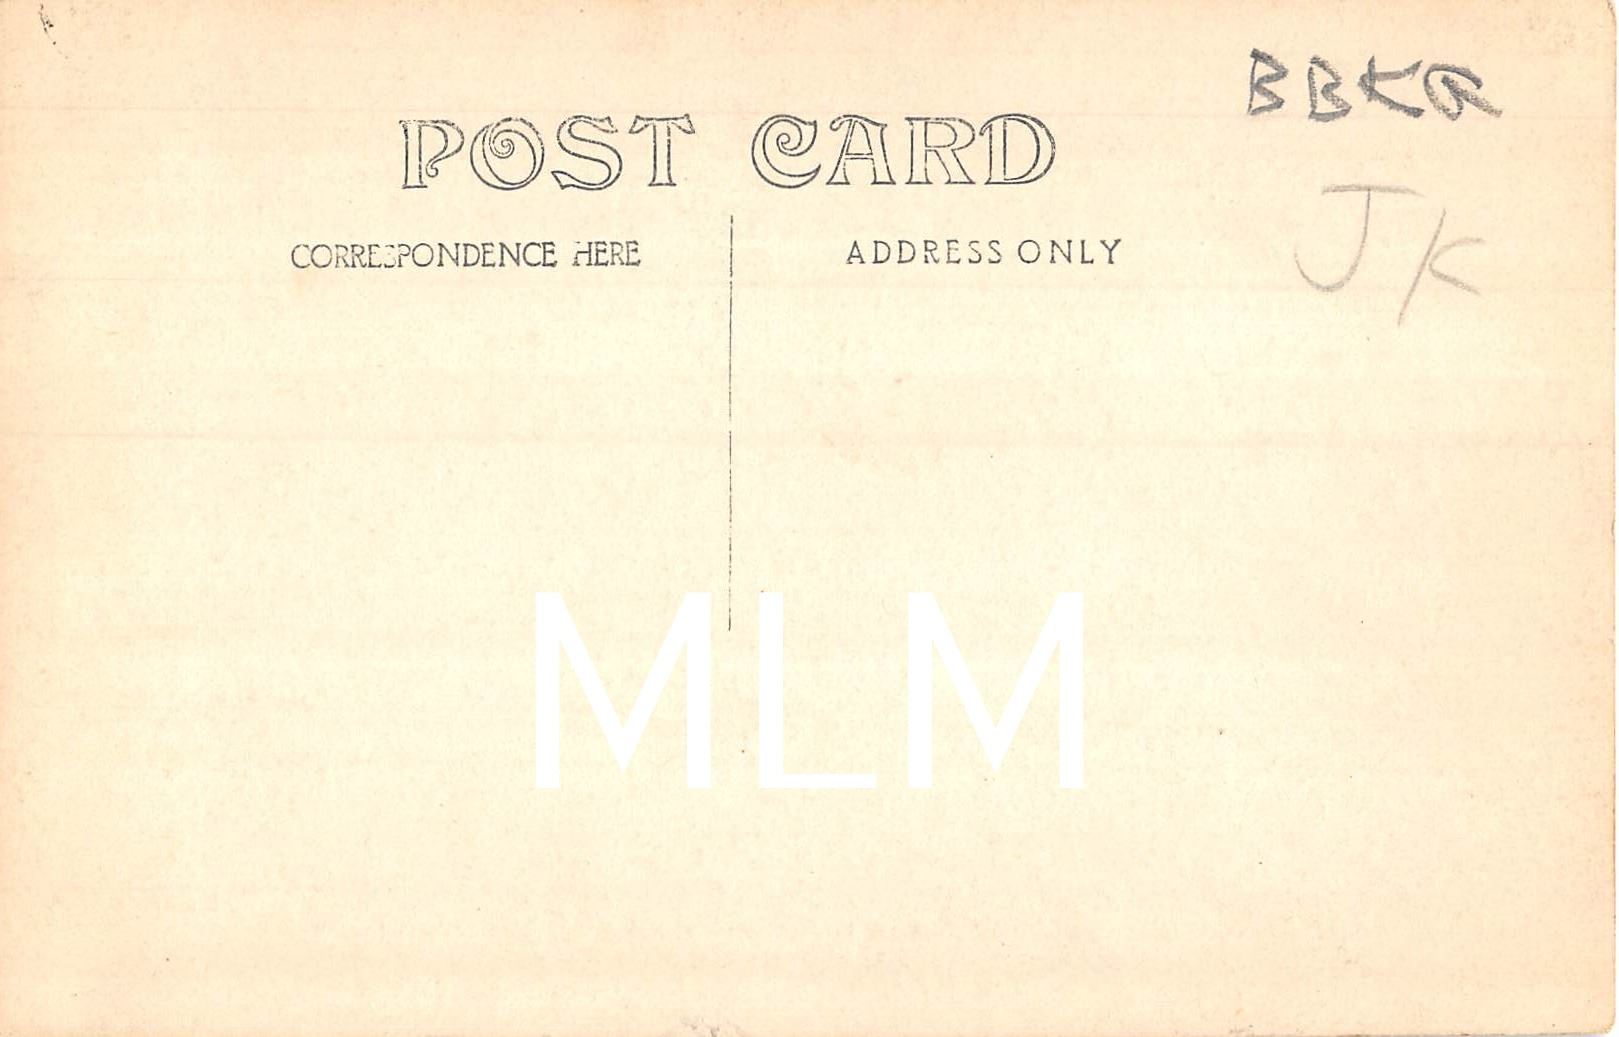 BBKR
POST CARD
CORRESPONDENCE HERE
ADDRESS ONLY
JK
MLM